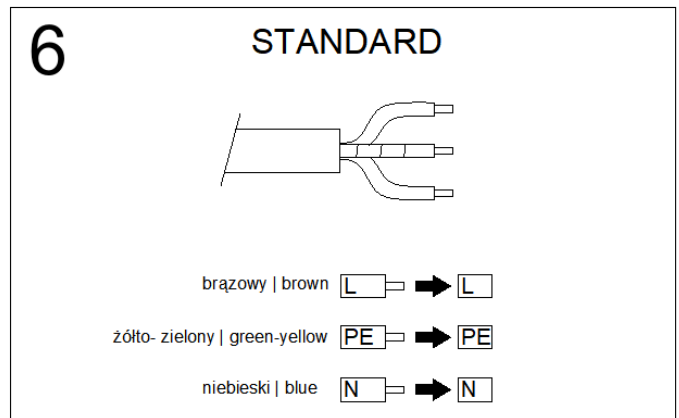 6
STANDARD
brązowy | brown L L
żółto- zielony | green-yellow PE PE
niebieski | blue N N